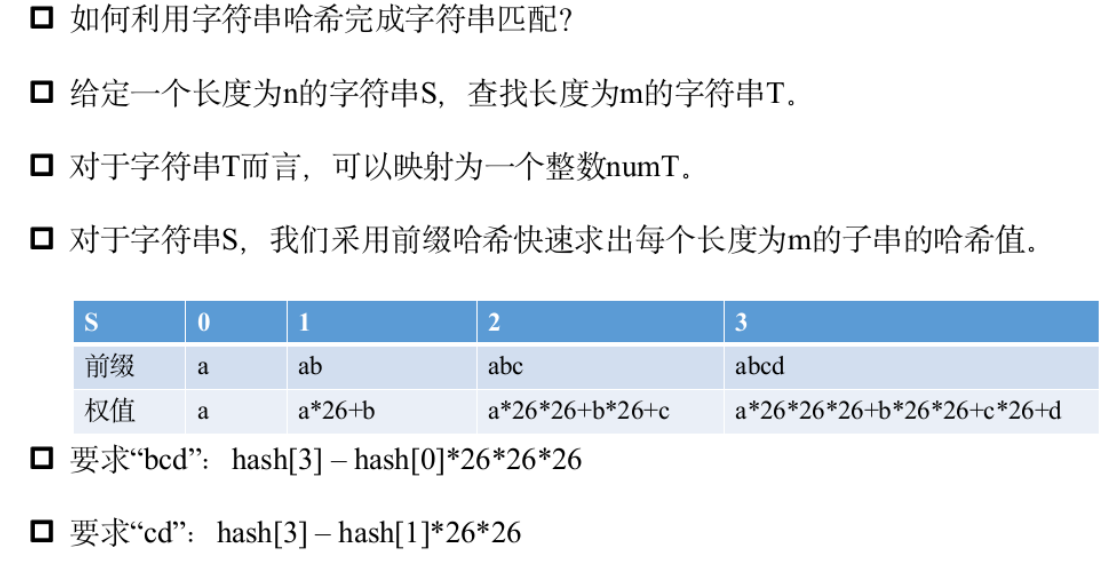 如何利用字符串哈希完成字符串匹配?
给定一个长度为n的字符串S，查找长度为m的字符串T。
对于字符串T而言，可以映射为一个整数numT。
对于字符串S，我们采用前缀哈希快速求出每个长度为m的子串的哈希值。
S 0 1 2 3
前缀 a ab abc abcd
权值 a a*26+b a*26*26+b*26+c a*26*26*26+b*26*26+c*26+d
要求“bcd”：hash[3] – hash[0]*26*26*26
要求“cd”：hash[3] – hash[1]*26*26